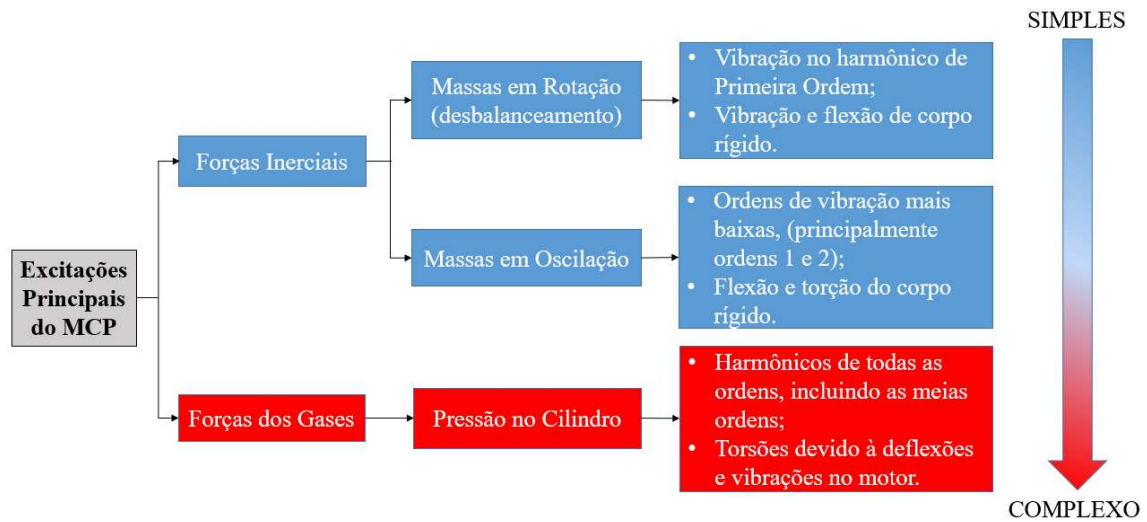 SIMPLES
Massas em Rotação
(desbalanceamento)
• Vibração no harmônico de
Primeira Ordem;
• Vibração e flexão de corpo
rígido.
Forças Inerciais
Massas em Oscilação
• Ordens de vibração mais
baixas, (principalmente
ordens 1 e 2);
• Flexão e torção do corpo
rígido.
Excitações
Principais
do MCP
Forças dos Gases
Pressão no Cilindro
• Harmônicos de todas as
ordens, incluindo as meias
ordens;
• Torsões devido à deflexões
e vibrações no motor.
COMPLEXO